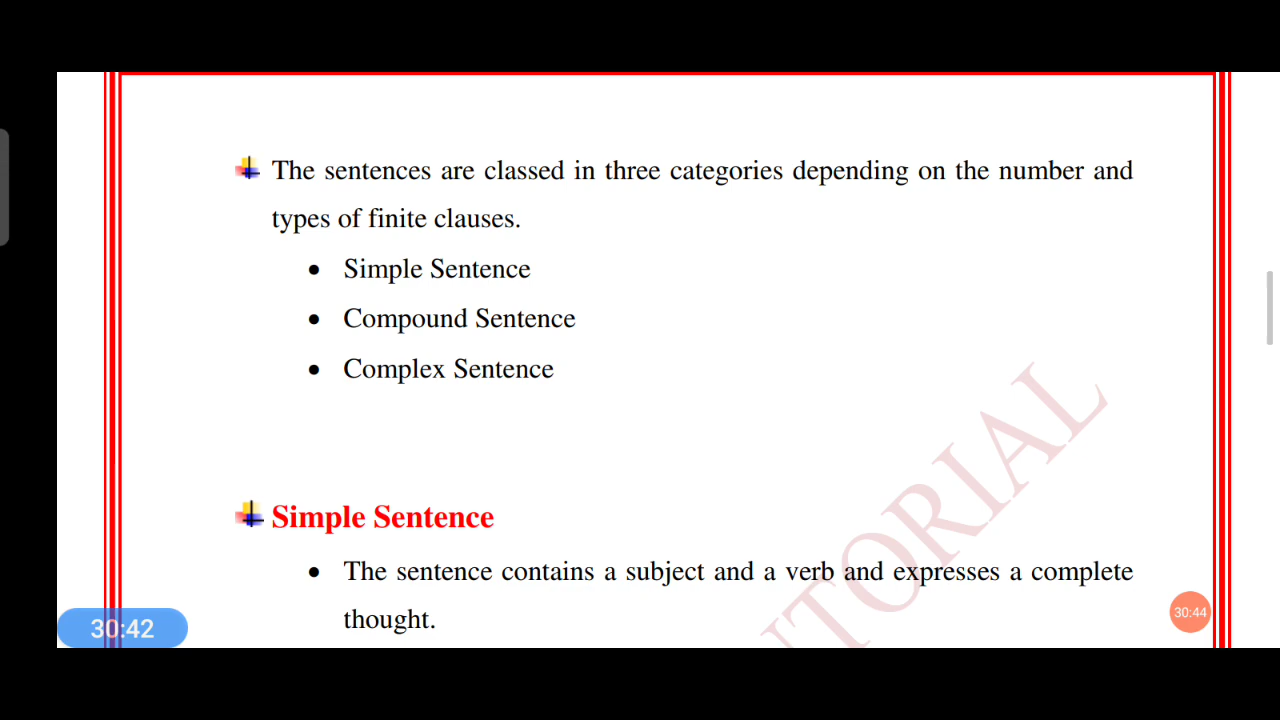 The sentences are classed in three categories depending on the number and
types of finite clauses.
• Simple Sentence
• Compound Sentence
• Complex Sentence
Simple Sentence
• The sentence contains a subject and a verb and expresses a complete
thought.
TORIAL
30:42
30:44